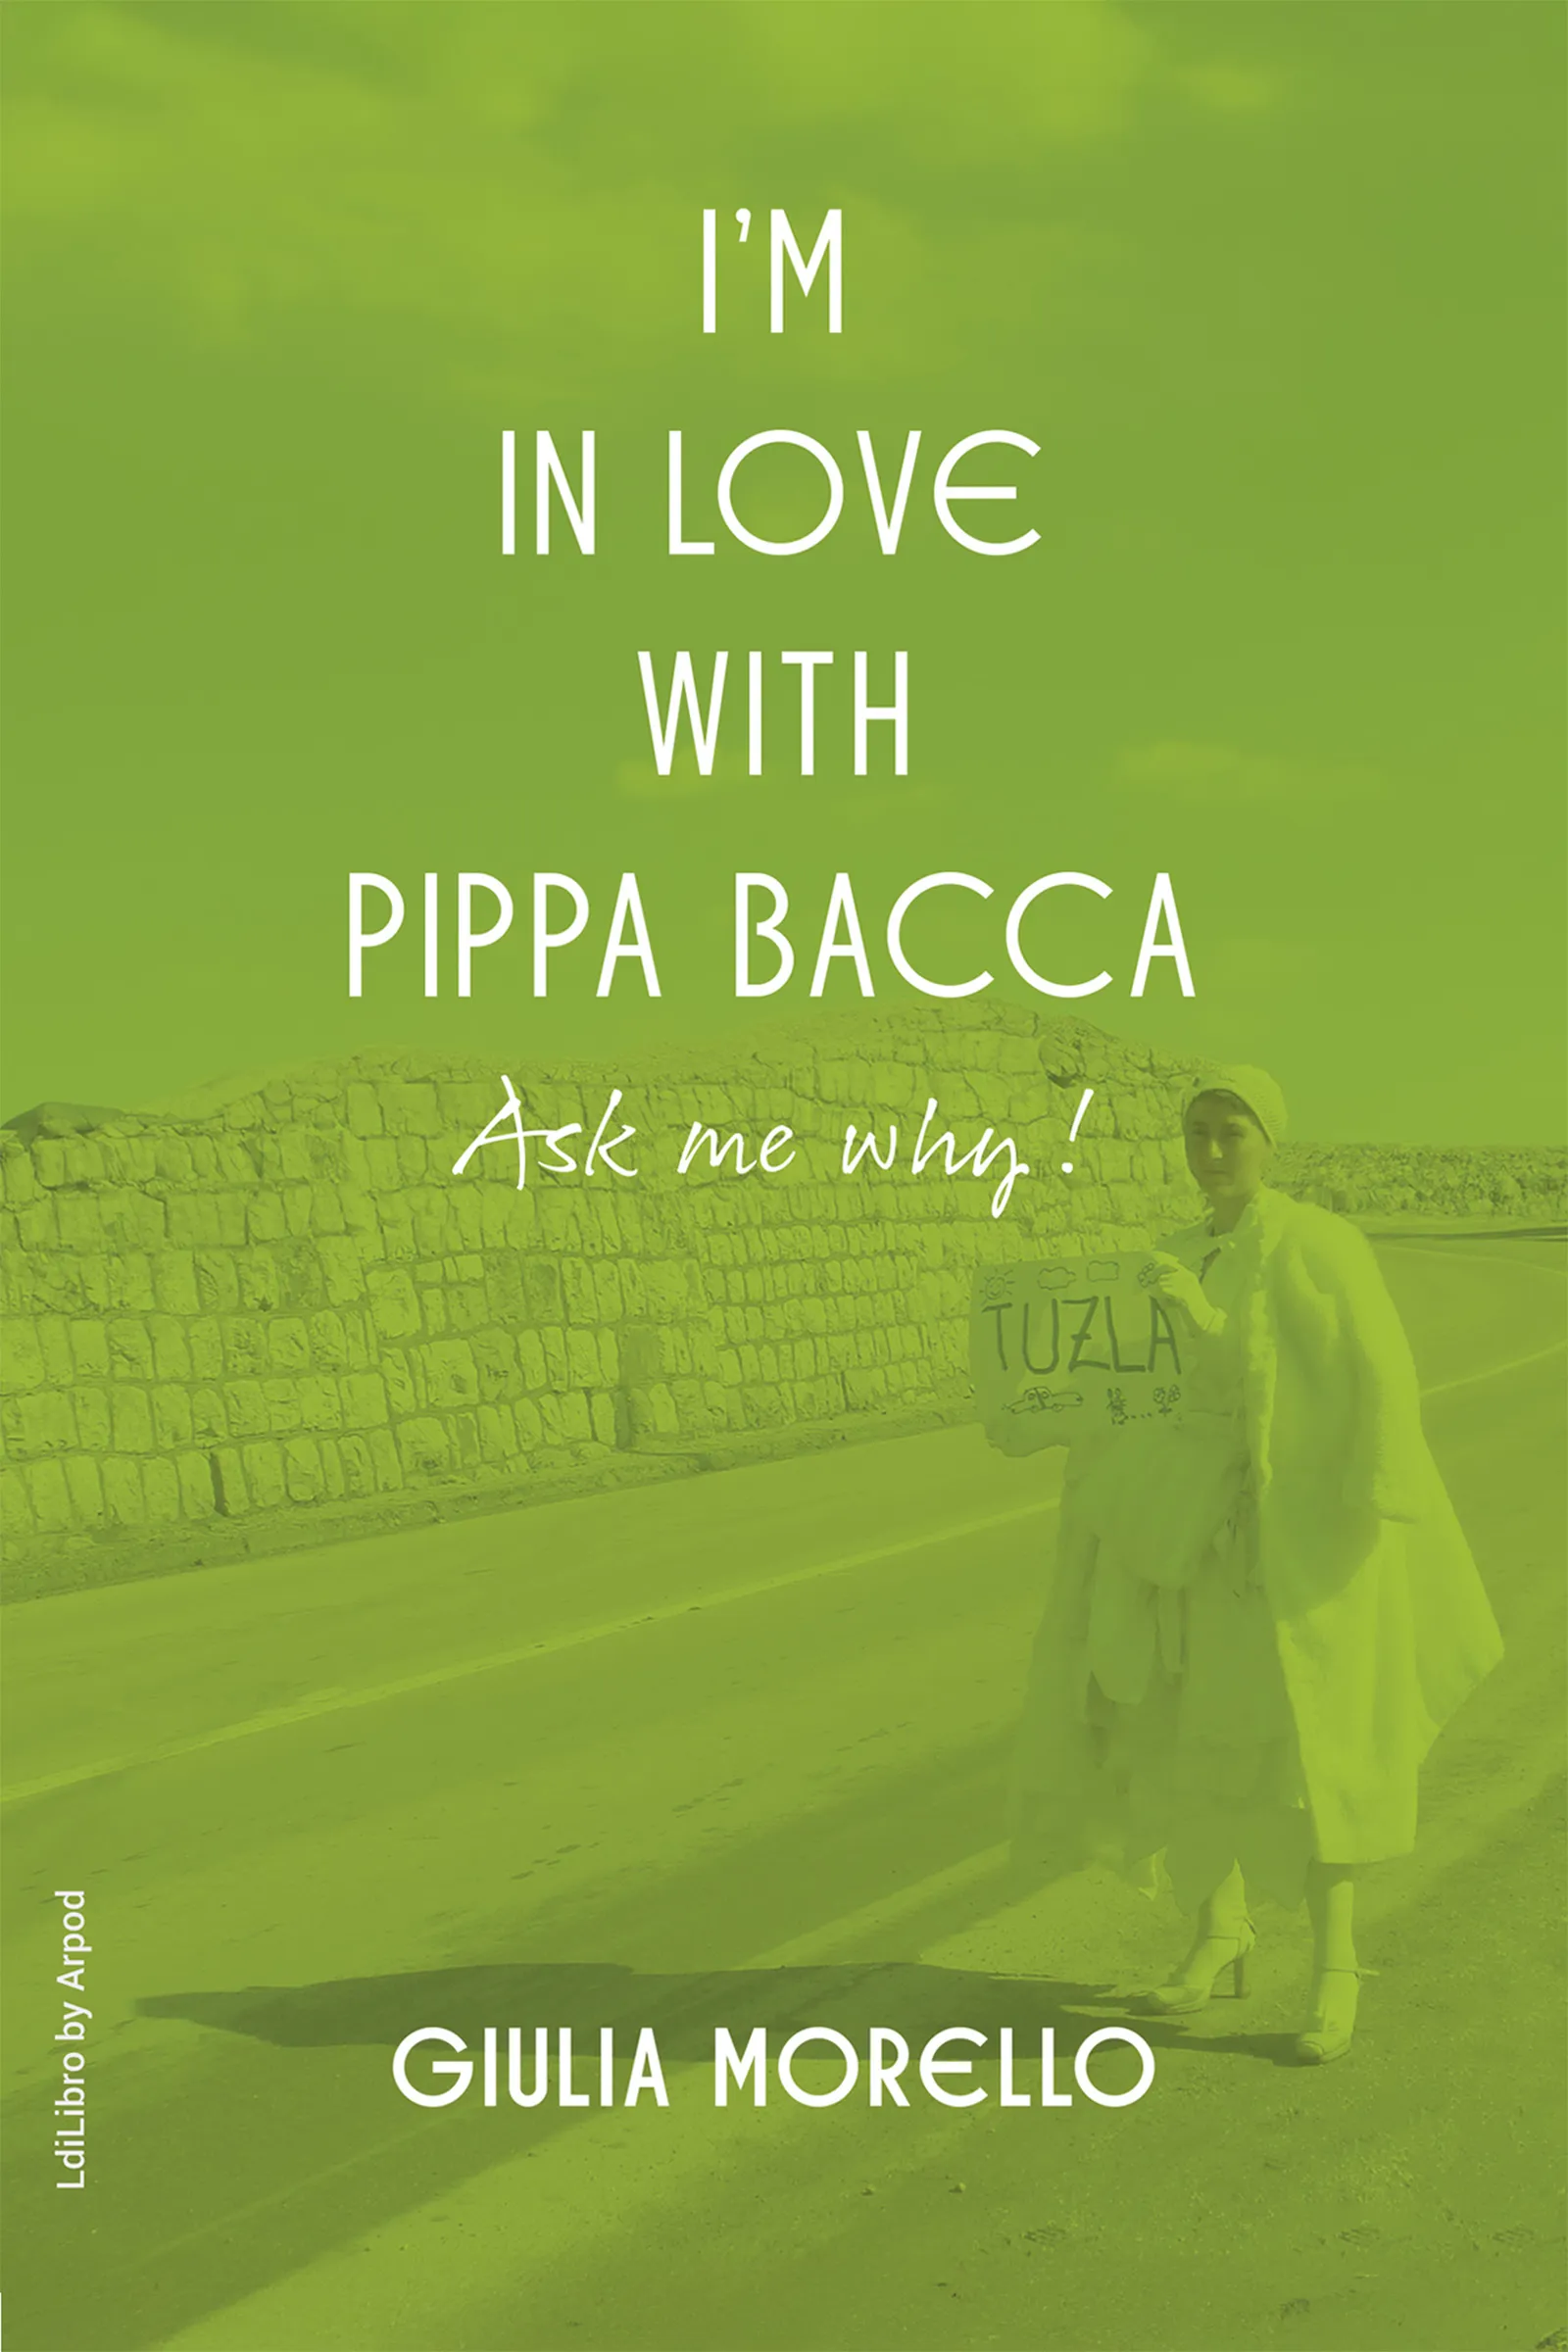 I'M
IN LOVE
WITH
PIPPA BACCA
Ask me why!
TUZLA
GIULIA MORELLO
LdiLibro by Arpod